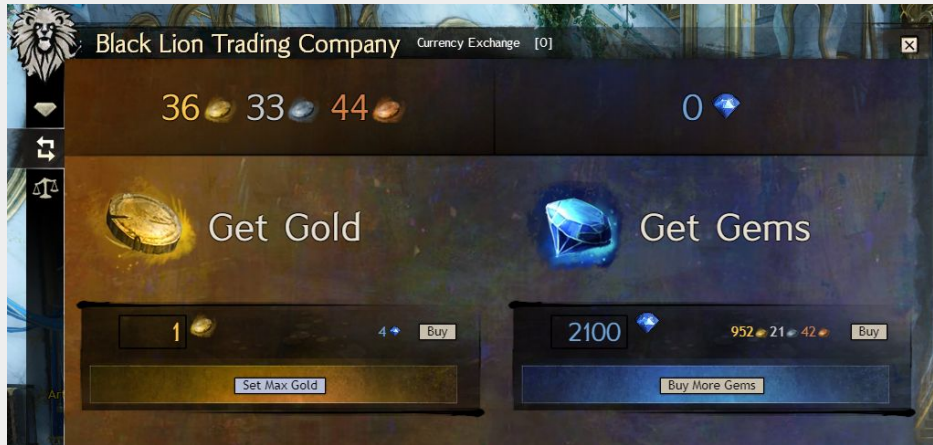 Black Lion Trading Company Currency Exchange [0]
36 33 44
0
Get Gold
Get Gems
1 4 Buy
2100 952 21 42 Buy
Set Max Gold
Buy More Gems